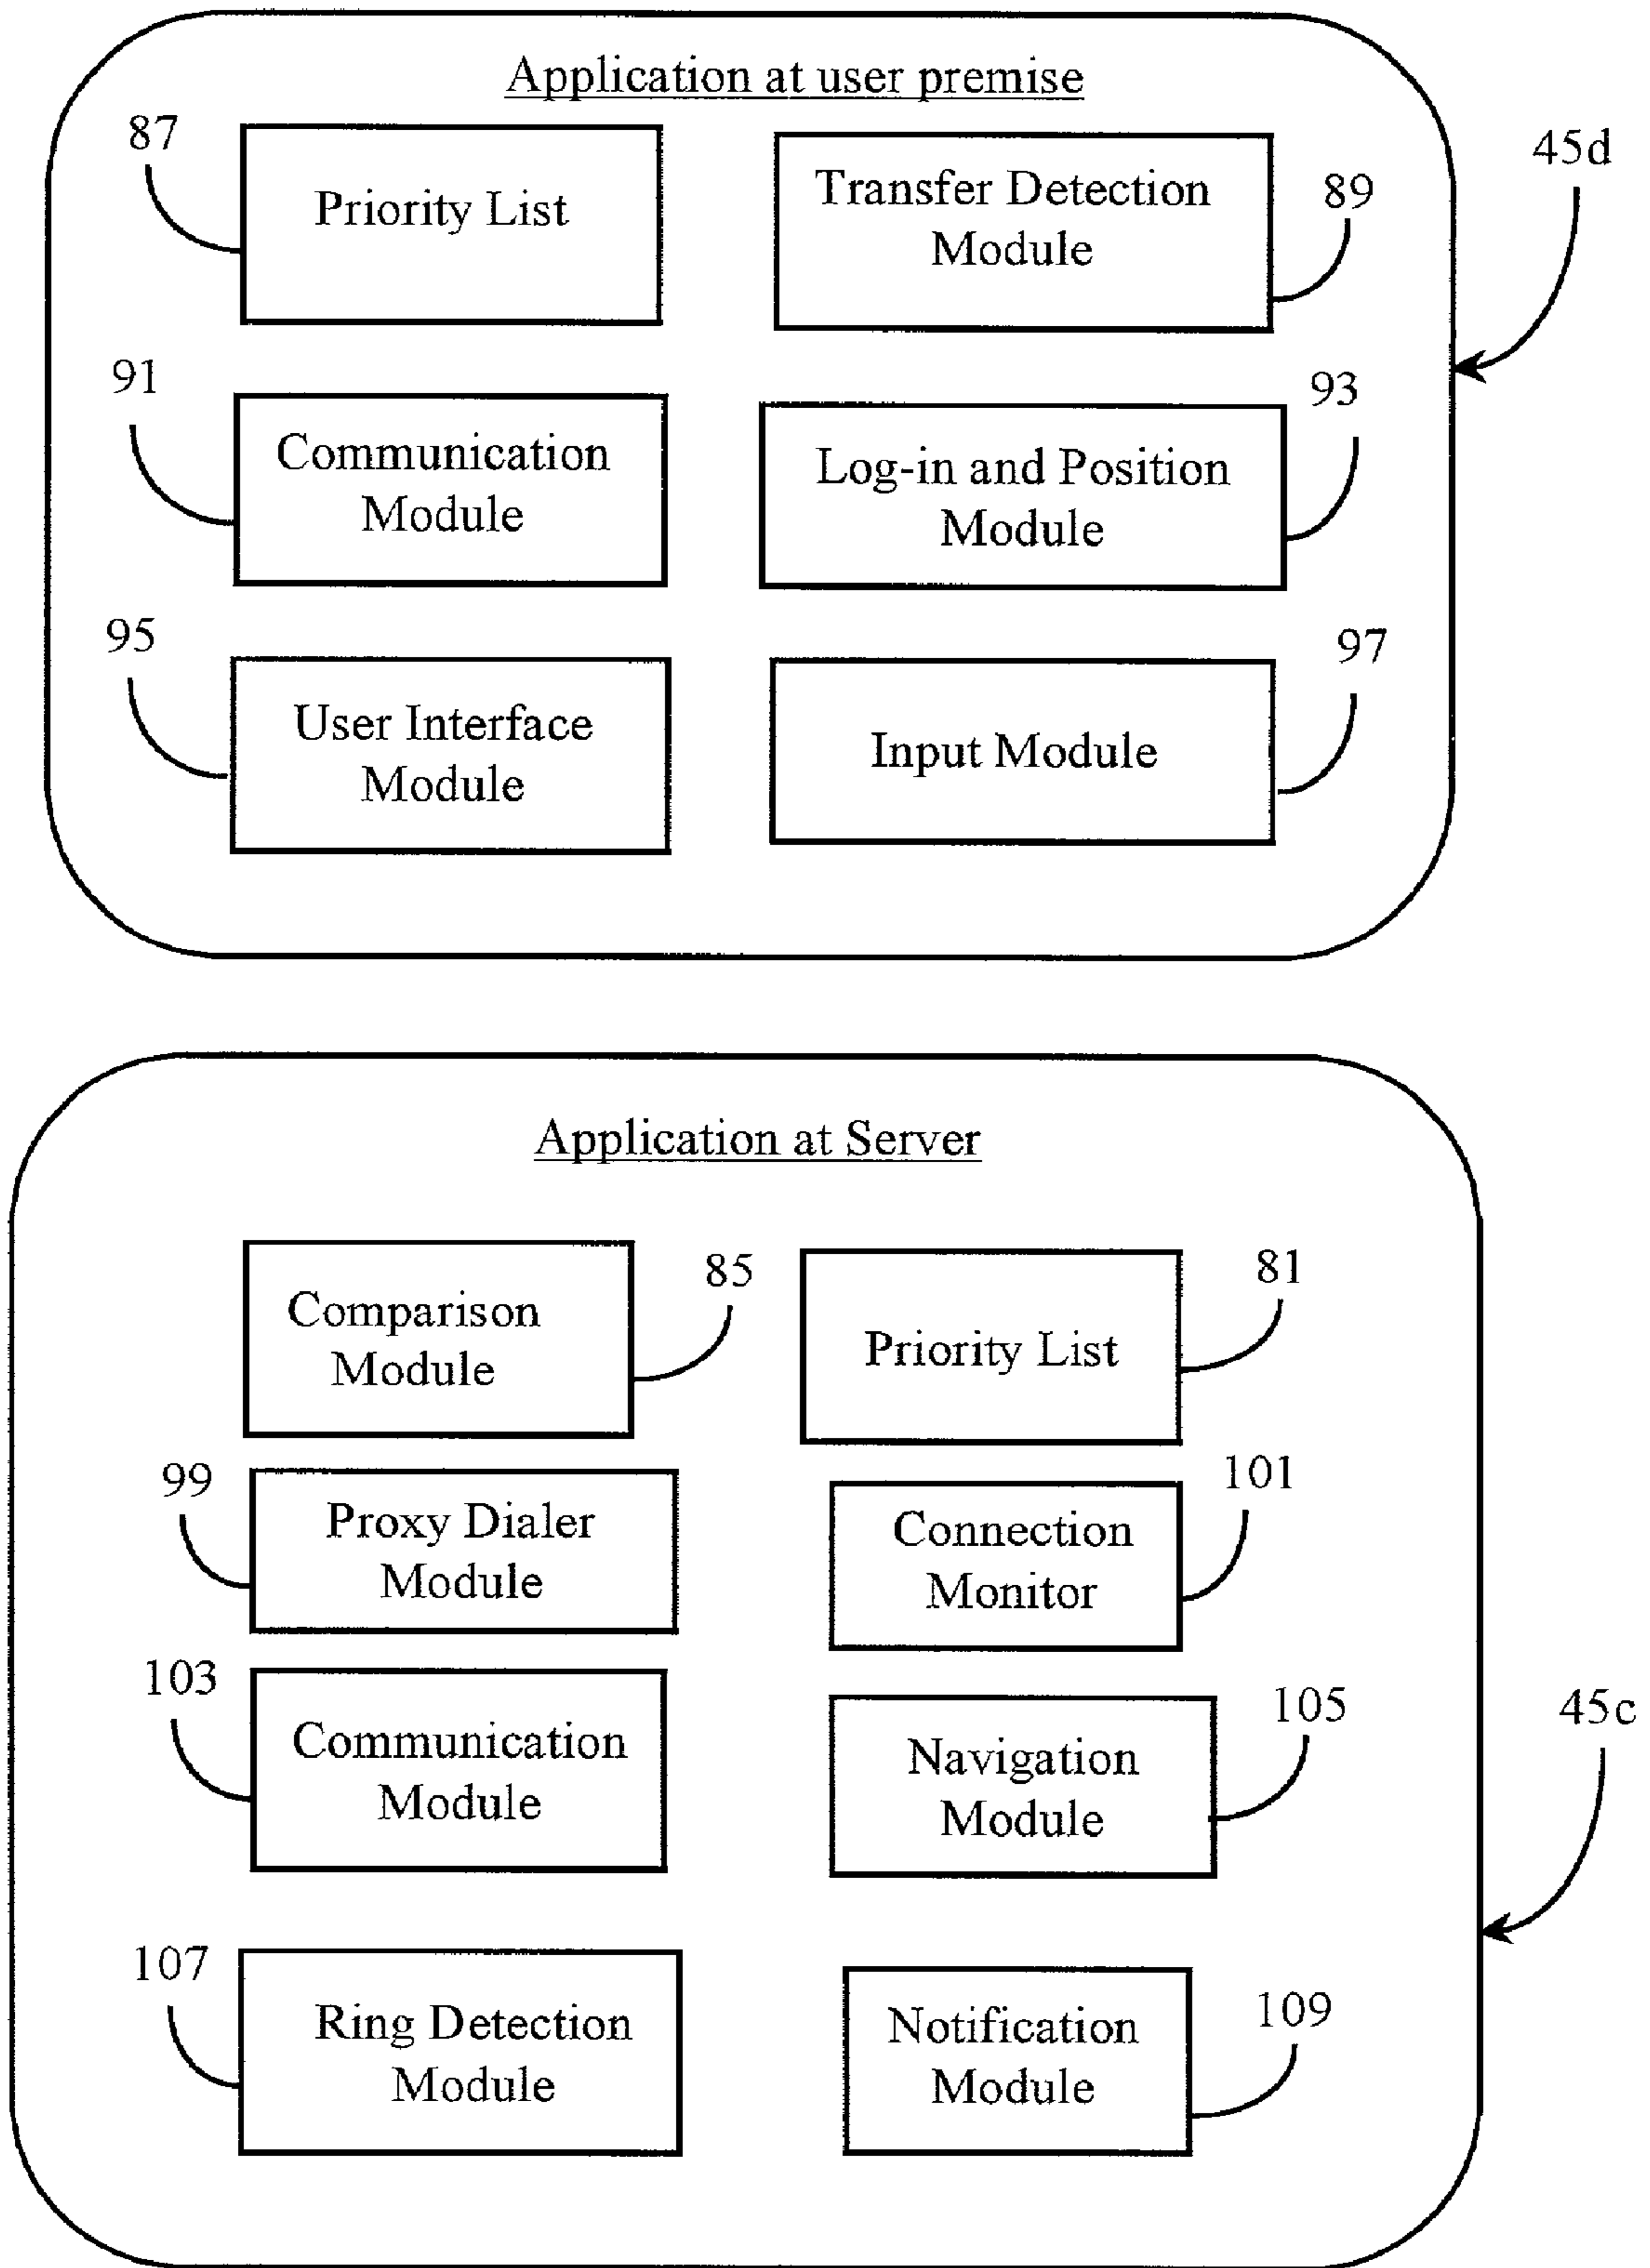 Application at user premise
87
Priority List
Transfer Detection
Module
89
45d
91
Communication
Module
Log-in and Position
Module
93
95
User Interface
Module
Input Module
97
Application at Server
Comparison
Module
85
Priority List
81
99
Proxy Dialer
Module
Connection
Monitor
101
103
Communication
Module
Navigation
Module
105
45c
107
Ring Detection
Module
Notification
Module
109